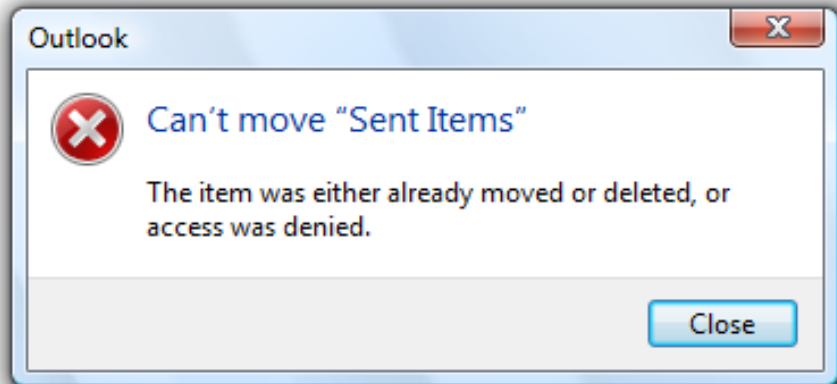 Outlook
Can't move “Sent Items”
The item was either already moved or deleted, or
access was denied.
Close